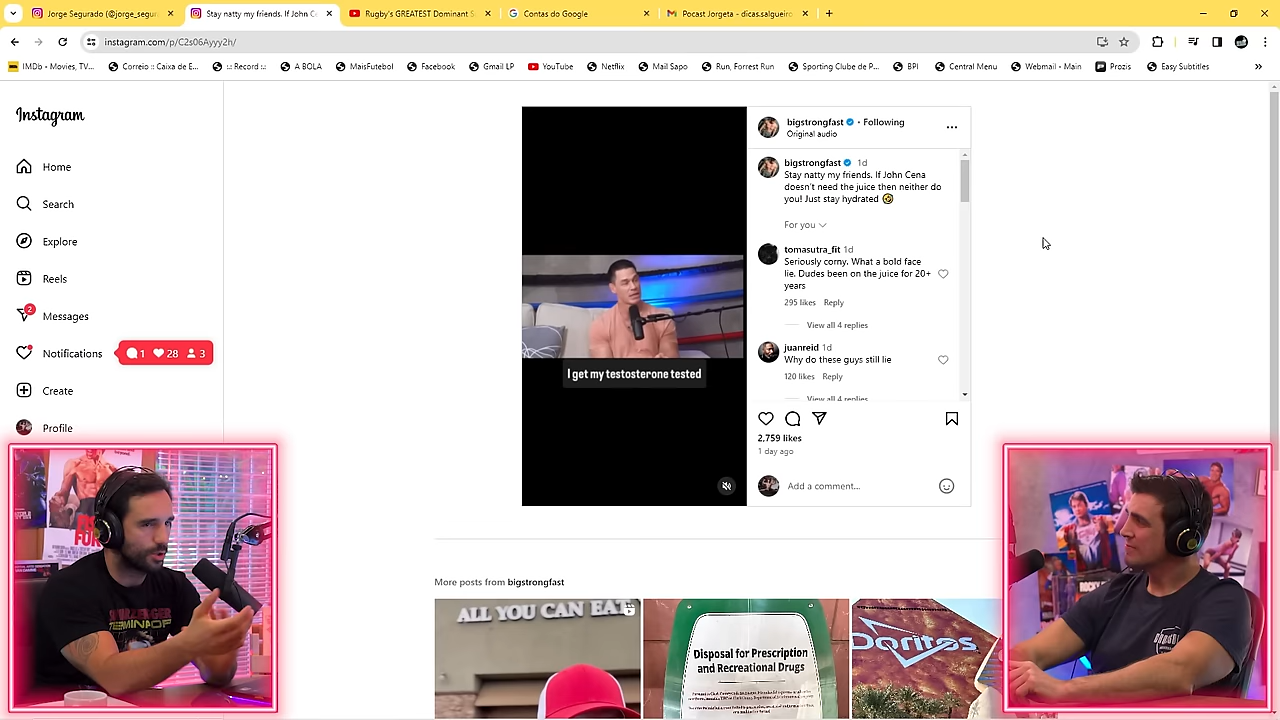 Jorge Segurado (@jorge_segur
Stay natty my friends. If John C
Rugby's GREATEST Dominant S
Contas do Google
Pocast Jorgeta - dicas.salgueiro
instagram.com/p/C2s06Ayyy2h/
IMDb • Movies, TV...
Correio :: Caixa de E...
::: Record :::
A BOLA
MaisFutebol
Facebook
Gmail LP
YouTube
Netflix
Mail Sapo
Run, Forrest Run
Sporting Clube de P...
BPI
Central Menu
Webmail • Main
Prozis
Easy Subtitles
Instagram
Home
Search
Explore
Reels
2
Messages
Notifications
1 28 3
Create
Profile
I get my testosterone tested
bigstrongfast • Following
Original audio
bigstrongfast 1d
Stay natty my friends. If John Cena
doesn't need the juice then neither do
you! Just stay hydrated 🤣
For you
tomasutra_fit 1d
Seriously corny. What a bold face
lie. Dudes been on the juice for 20+
years
295 likes Reply
View all 4 replies
juanreid 1d
Why do these guys still lie
120 likes Reply
View all 4 replies
2.759 likes
1 day ago
Add a comment...
More posts from bigstrongfast
ALL YOU CAN EAT
Disposal for Prescription
and Recreational Drugs
Doritos